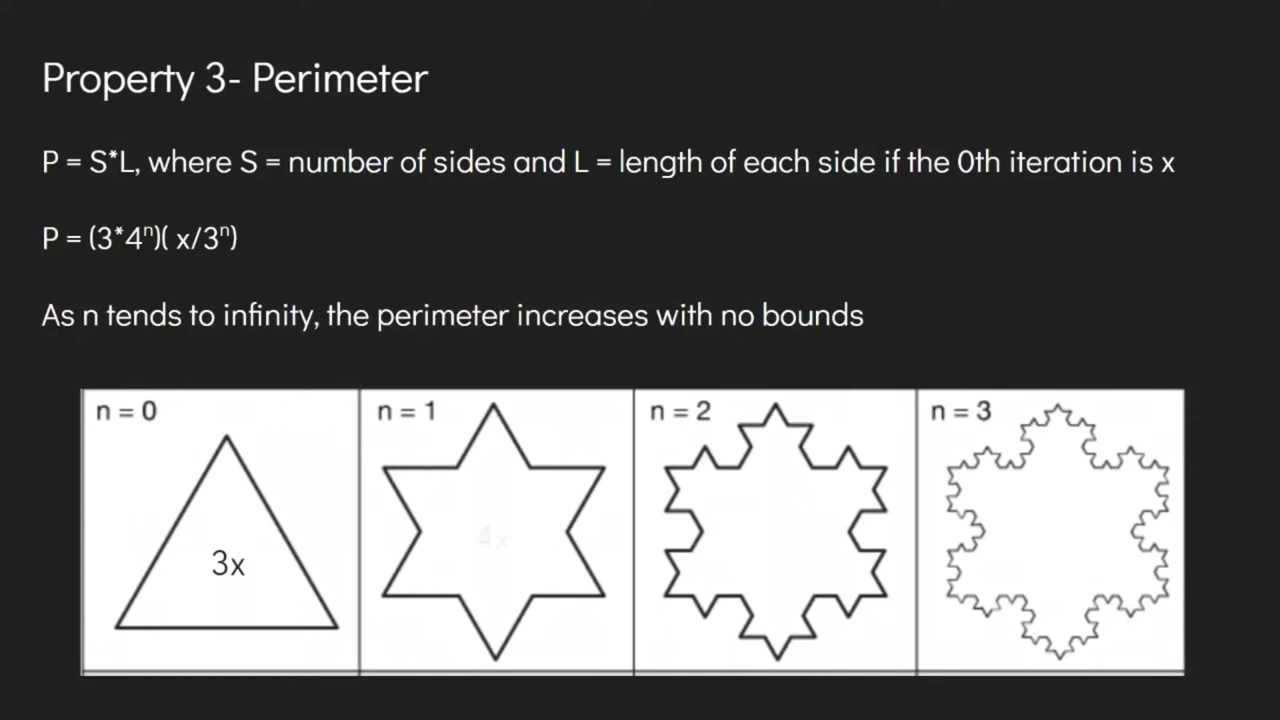 Property 3- Perimeter
P = S*L, where S = number of sides and L = length of each side if the 0th iteration is x
P = (3*4ⁿ)( x/3ⁿ)
As n tends to infinity, the perimeter increases with no bounds
n = 0
n = 1
n = 2
n = 3
3x
4x